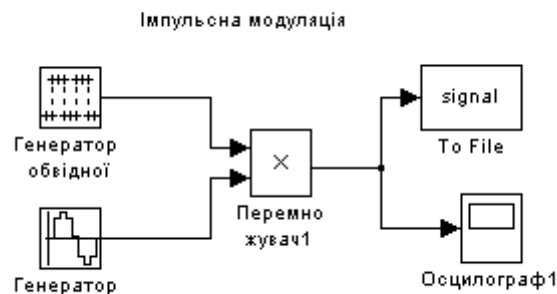 Імпульсна модуляція
Генератор
обвідної
Генератор
×
Перемно
жувач1
signal
To File
Осцилограф1